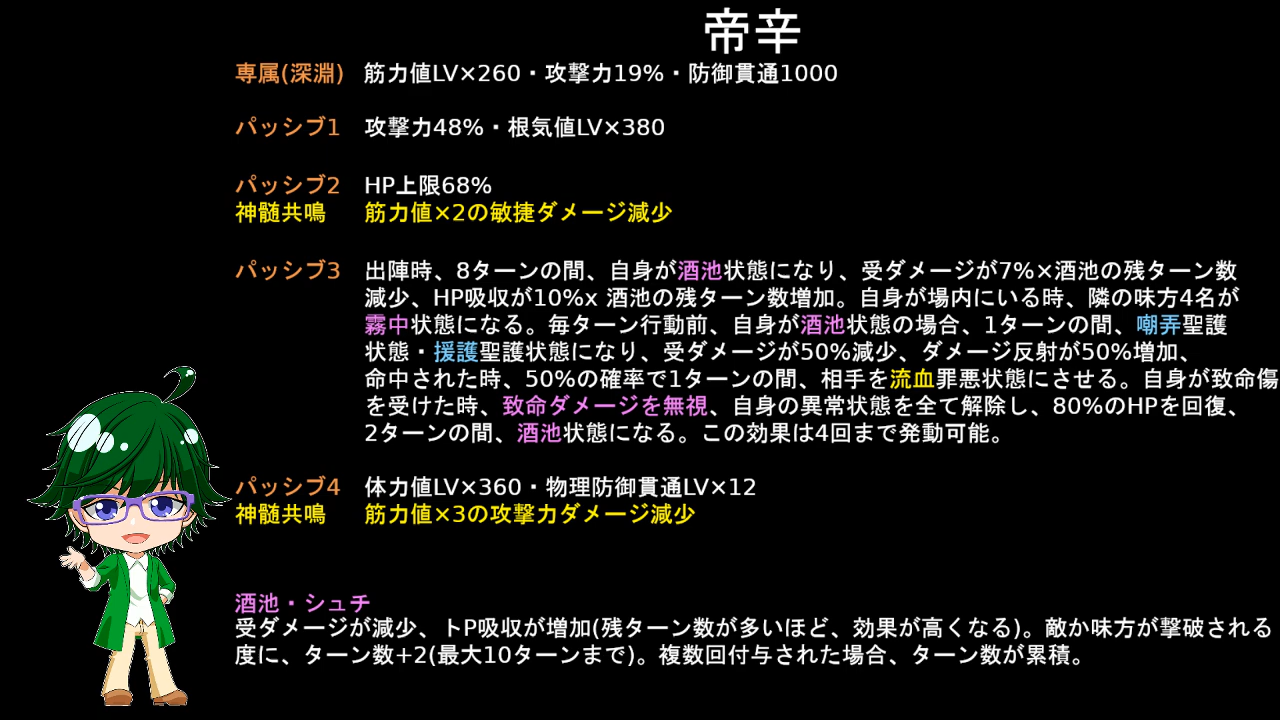 帝辛
専属(深淵) 筋力値LV×260・攻撃力19%・防御貫通1000
パッシブ1 攻撃力48%・根気値LV×380
パッシブ2 HP上限68%
神髄共鳴 筋力値×2の敏捷ダメージ減少
パッシブ3 出陣時、8ターンの間、自身が酒池状態になり、受ダメージが7%×酒池の残ターン数
減少、HP吸収が10%x 酒池の残ターン数増加。自身が場内にいる時、隣の味方4名が
霧中状態になる。毎ターン行動前、自身が酒池状態の場合、1ターンの間、嘲弄聖護
状態・援護聖護状態になり、受ダメージが50%減少、ダメージ反射が50%増加、
命中された時、50%の確率で1ターンの間、相手を流血罪悪状態にさせる。自身が致命傷
を受けた時、致命ダメージを無視、自身の異常状態を全て解除し、80%のHPを回復、
2ターンの間、酒池状態になる。この効果は4回まで発動可能。
パッシブ4 体力値LV×360・物理防御貫通LV×12
神髄共鳴 筋力値×3の攻撃力ダメージ減少
酒池・シュチ
受ダメージが減少、トP吸収が増加(残ターン数が多いほど、効果が高くなる)。敵か味方が撃破される
度に、ターン数+2(最大10ターンまで)。複数回付与された場合、ターン数が累積。